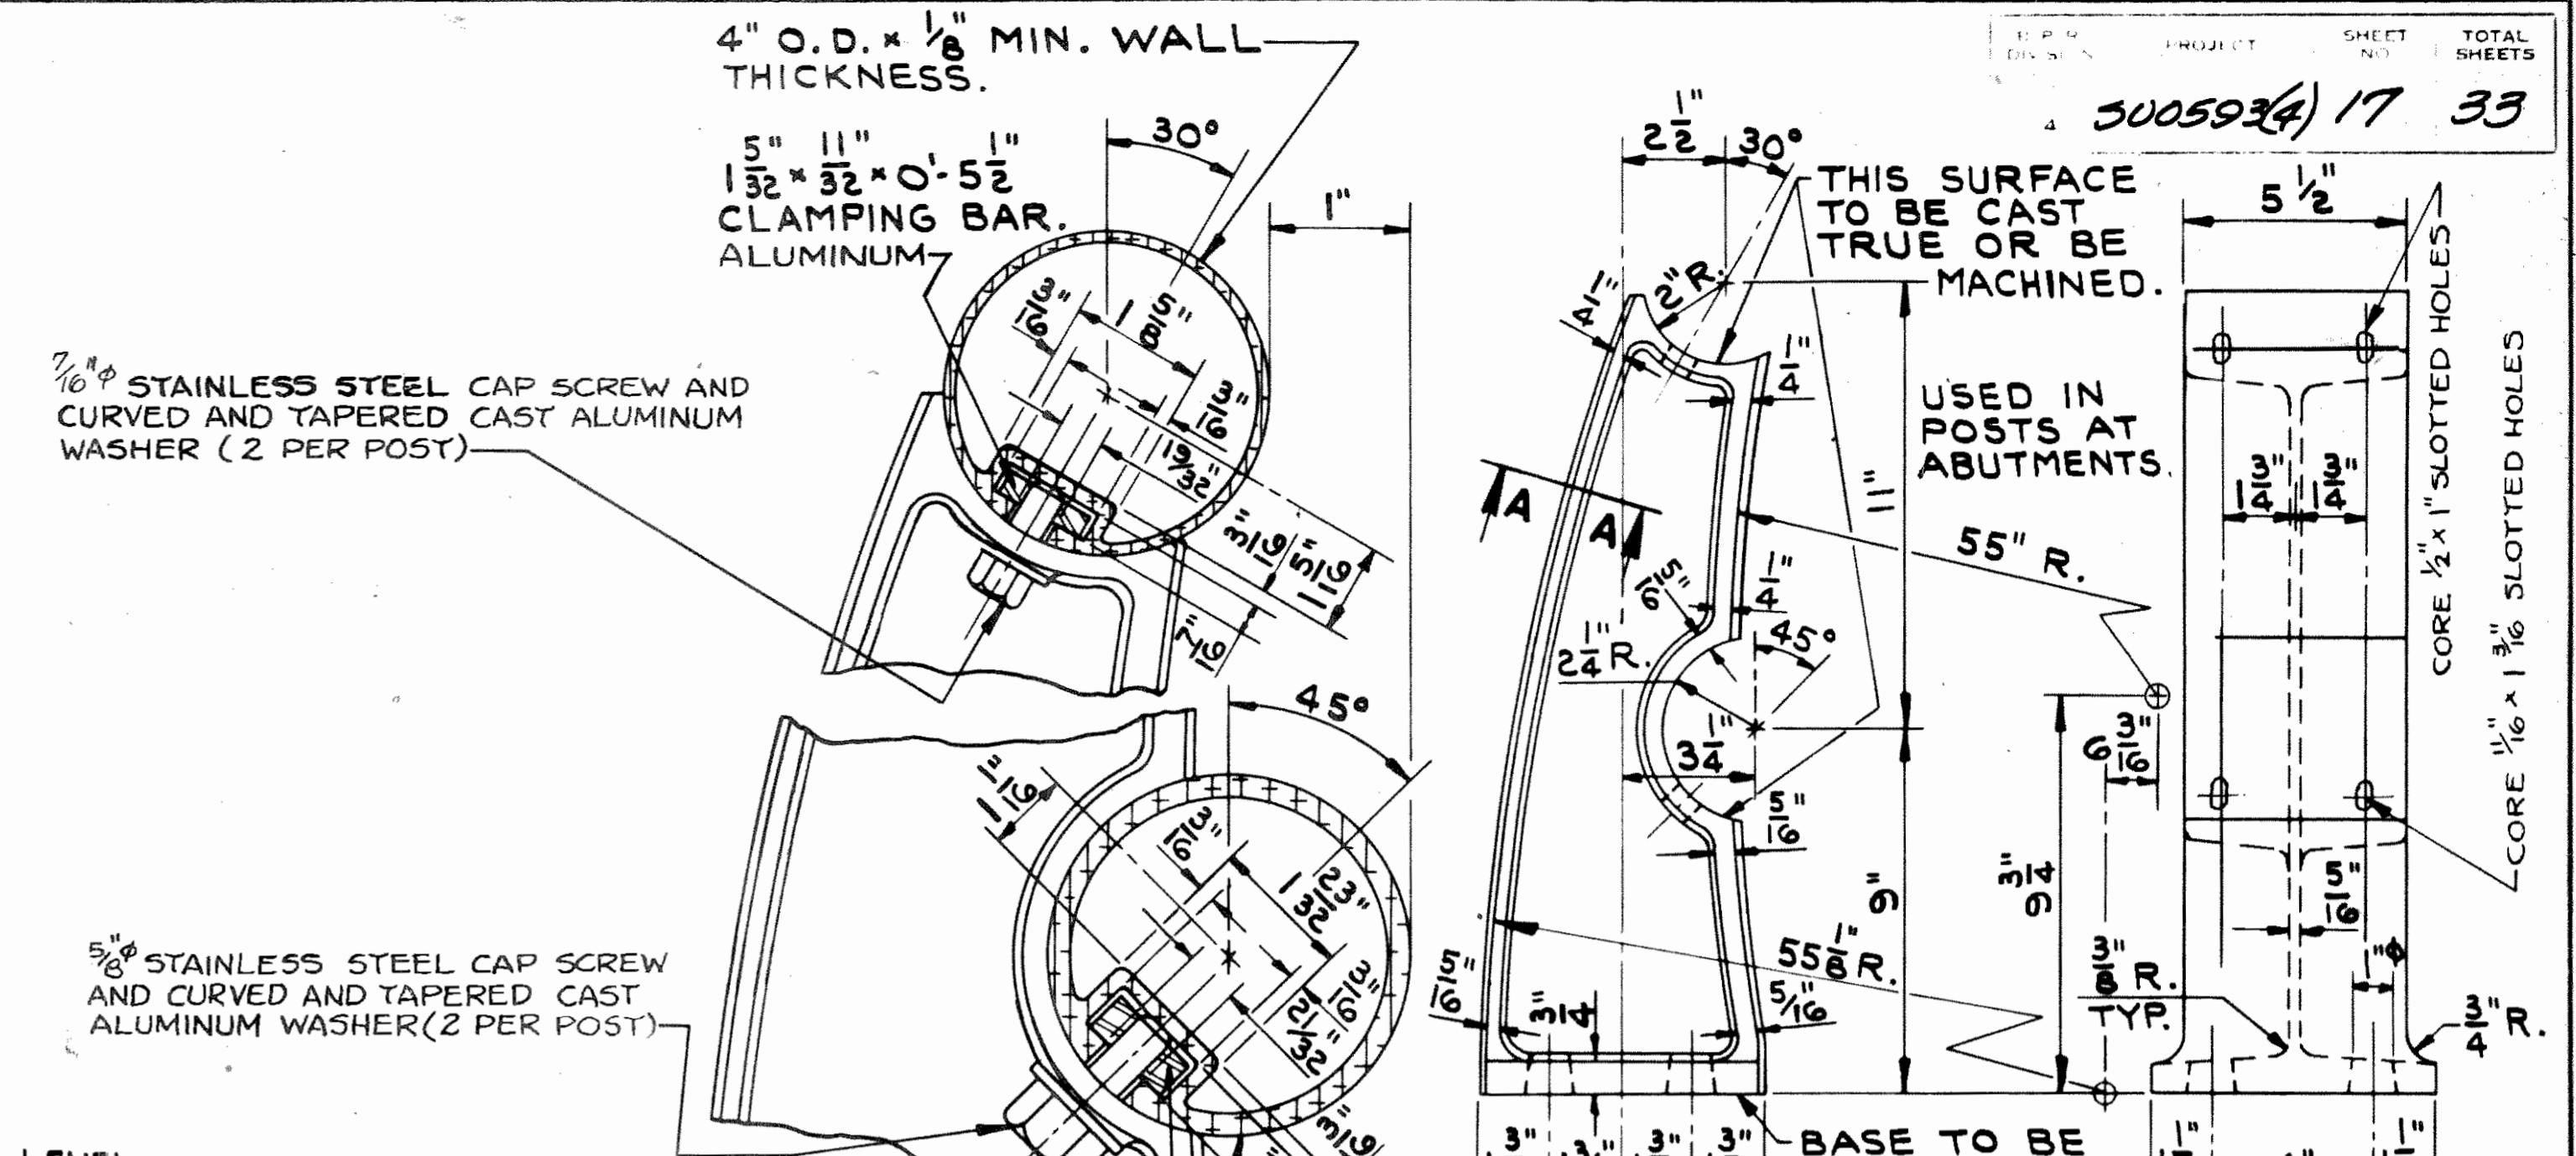 4" O.D. × 1/8" MIN. WALL
THICKNESS.
1 5/32" × 11/32" × 0'-5 1/2"
CLAMPING BAR.
ALUMINUM
30°
1"
3/16"
1 5/8"
3/16"
19/32"
3/16"
1 5/16"
7/16"
7/16"φ STAINLESS STEEL CAP SCREW AND
CURVED AND TAPERED CAST ALUMINUM
WASHER (2 PER POST)
45°
1 1/16"
3/16"
1 23/32"
3/16"
21/32"
3/16"
5/8"φ STAINLESS STEEL CAP SCREW
AND CURVED AND TAPERED CAST
ALUMINUM WASHER (2 PER POST)
PROJECT
SHEET
NO
TOTAL
SHEETS
4
SU0593(4) 17 33
2 1/2"
30°
THIS SURFACE
TO BE CAST
TRUE OR BE
MACHINED.
2" R.
1/4"
1/4"
USED IN
POSTS AT
ABUTMENTS.
A
A
11"
55" R.
5/16"
1/4"
2 1/4" R.
45°
3 1/4"
5/16"
9"
55 1/8" R.
5/16"
3/4"
5/16"
BASE TO BE
5 1/2"
1 3/4"
1 3/4"
CORE 1/2" × 1" SLOTTED HOLES
CORE 11/16" × 1 3/16" SLOTTED HOLES
6 3/16"
9 3/4"
5/16"
1"φ
3/8" R.
TYP.
3/4" R.